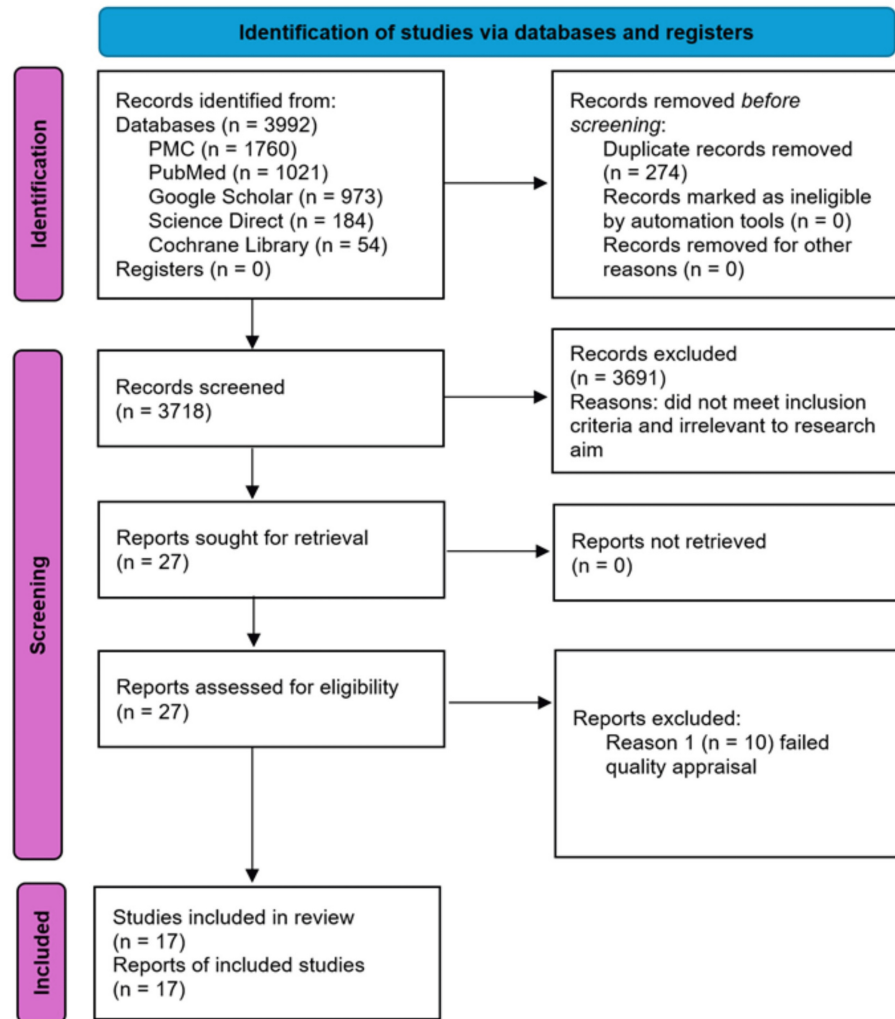 Identification of studies via databases and registers
Identification
Records identified from:
Databases (n = 3992)
PMC (n = 1760)
PubMed (n = 1021)
Google Scholar (n = 973)
Science Direct (n = 184)
Cochrane Library (n = 54)
Registers (n = 0)
Records removed before
screening:
Duplicate records removed
(n = 274)
Records marked as ineligible
by automation tools (n = 0)
Records removed for other
reasons (n = 0)
Screening
Records screened
(n = 3718)
Records excluded
(n = 3691)
Reasons: did not meet inclusion
criteria and irrelevant to research
aim
Reports sought for retrieval
(n = 27)
Reports not retrieved
(n = 0)
Reports assessed for eligibility
(n = 27)
Reports excluded:
Reason 1 (n = 10) failed
quality appraisal
Included
Studies included in review
(n = 17)
Reports of included studies
(n = 17)